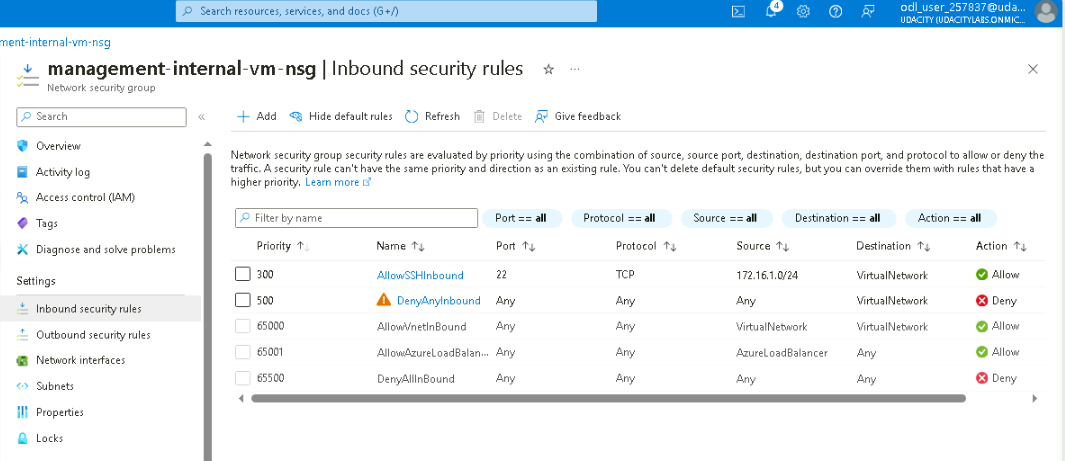 Search resources, services, and docs (G+/)
4
odl_user_257837@uda...
UDACITY (UDACITYLABS.ONMIC...
ment-internal-vm-nsg
management-internal-vm-nsg | Inbound security rules ☆ ...
Network security group
Search «
Overview
Activity log
Access control (IAM)
Tags
Diagnose and solve problems
Settings
Inbound security rules
Outbound security rules
Network interfaces
Subnets
Properties
Locks
+ Add Hide default rules Refresh Delete Give feedback
Network security group security rules are evaluated by priority using the combination of source, source port, destination, destination port, and protocol to allow or deny the
traffic. A security rule can't have the same priority and direction as an existing rule. You can't delete default security rules, but you can override them with rules that have a
higher priority. Learn more
Filter by name Port == all Protocol == all Source == all Destination == all Action == all
Priority ↑↓ Name ↑↓ Port ↑↓ Protocol ↑↓ Source ↑↓ Destination ↑↓ Action ↑↓
300 AllowSSHInbound 22 TCP 172.16.1.0/24 VirtualNetwork Allow
500 DenyAnyInbound Any Any Any VirtualNetwork Deny
65000 AllowVnetInBound Any Any VirtualNetwork VirtualNetwork Allow
65001 AllowAzureLoadBalan... Any Any AzureLoadBalancer Any Allow
65500 DenyAllInBound Any Any Any Any Deny